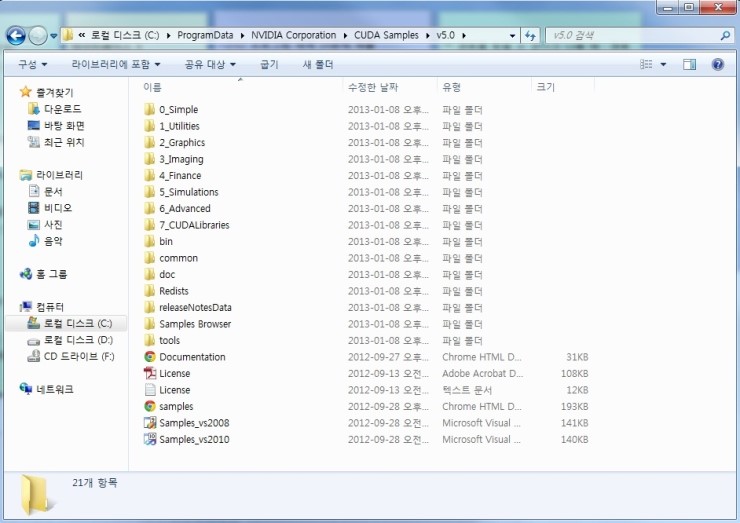 « 로컬 디스크 (C:) ▸ ProgramData ▸ NVIDIA Corporation ▸ CUDA Samples ▸ v5.0 ▸ v5.0 검색
구성 라이브러리에 포함 공유 대상 굽기 새 폴더
이름 수정한 날짜 유형 크기
즐겨찾기
다운로드
바탕 화면
최근 위치
라이브러리
문서
비디오
사진
음악
홈 그룹
컴퓨터
로컬 디스크 (C:)
로컬 디스크 (D:)
CD 드라이브 (F:)
네트워크
0_Simple 2013-01-08 오후... 파일 폴더
1_Utilities 2013-01-08 오후... 파일 폴더
2_Graphics 2013-01-08 오후... 파일 폴더
3_Imaging 2013-01-08 오후... 파일 폴더
4_Finance 2013-01-08 오후... 파일 폴더
5_Simulations 2013-01-08 오후... 파일 폴더
6_Advanced 2013-01-08 오후... 파일 폴더
7_CUDALibraries 2013-01-08 오후... 파일 폴더
bin 2013-01-08 오후... 파일 폴더
common 2013-01-08 오후... 파일 폴더
doc 2013-01-08 오후... 파일 폴더
Redists 2013-01-08 오후... 파일 폴더
releaseNotesData 2013-01-08 오후... 파일 폴더
Samples Browser 2013-01-08 오후... 파일 폴더
tools 2013-01-08 오후... 파일 폴더
Documentation 2012-09-27 오후... Chrome HTML D... 31KB
License 2012-09-13 오전... Adobe Acrobat D... 108KB
License 2012-09-13 오전... 텍스트 문서 12KB
samples 2012-09-28 오후... Chrome HTML D... 193KB
Samples_vs2008 2012-09-28 오전... Microsoft Visual ... 141KB
Samples_vs2010 2012-09-28 오전... Microsoft Visual ... 140KB
21개 항목